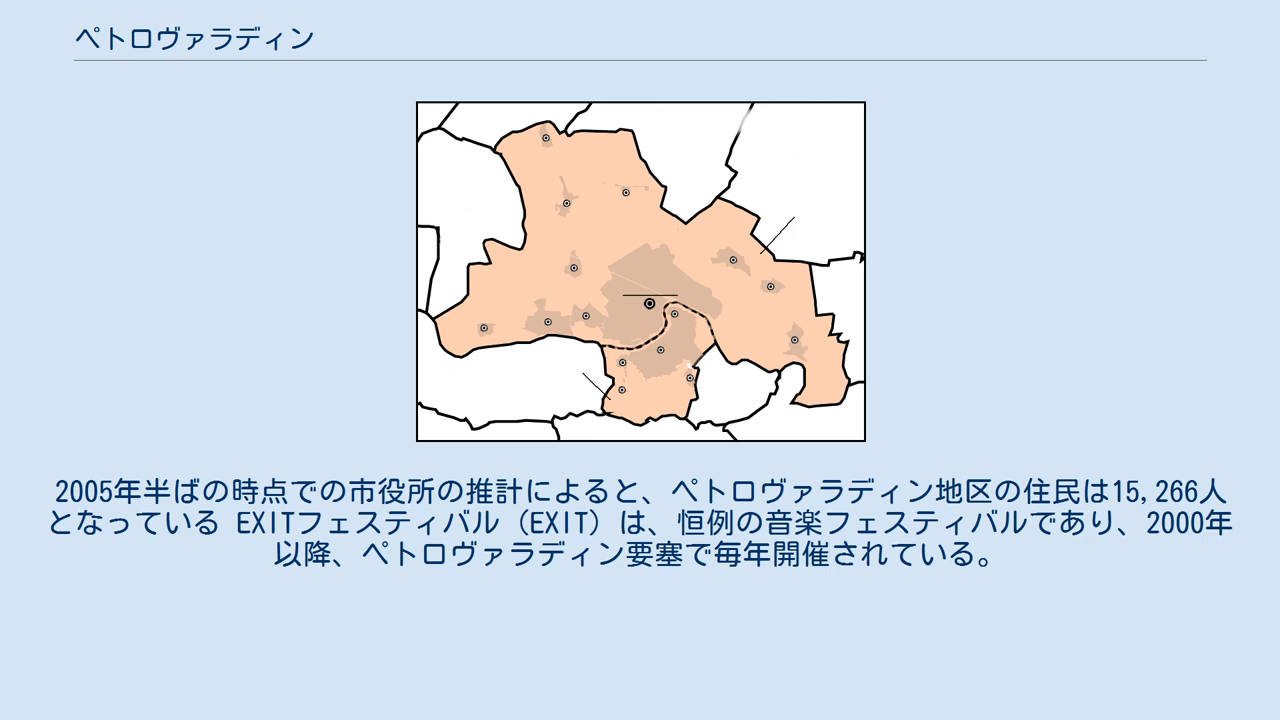 ペトロヴァラディン
2005年半ばの時点での市役所の推計によると、ペトロヴァラディン地区の住民は15,266人
となっている EXITフェスティバル（EXIT）は、恒例の音楽フェスティバルであり、2000年
以降、ペトロヴァラディン要塞で毎年開催されている。